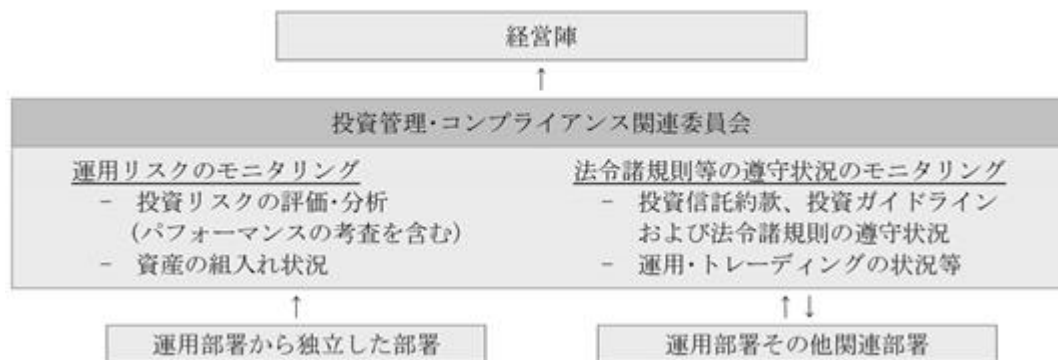 経営陣
↑
投資管理・コンプライアンス関連委員会
運用リスクのモニタリング
− 投資リスクの評価・分析
(パフォーマンスの考査を含む)
− 資産の組入れ状況
法令諸規則等の遵守状況のモニタリング
− 投資信託約款、投資ガイドライン
および法令諸規則の遵守状況
− 運用・トレーディングの状況等
↑
↑ ↓
運用部署から独立した部署
運用部署その他関連部署